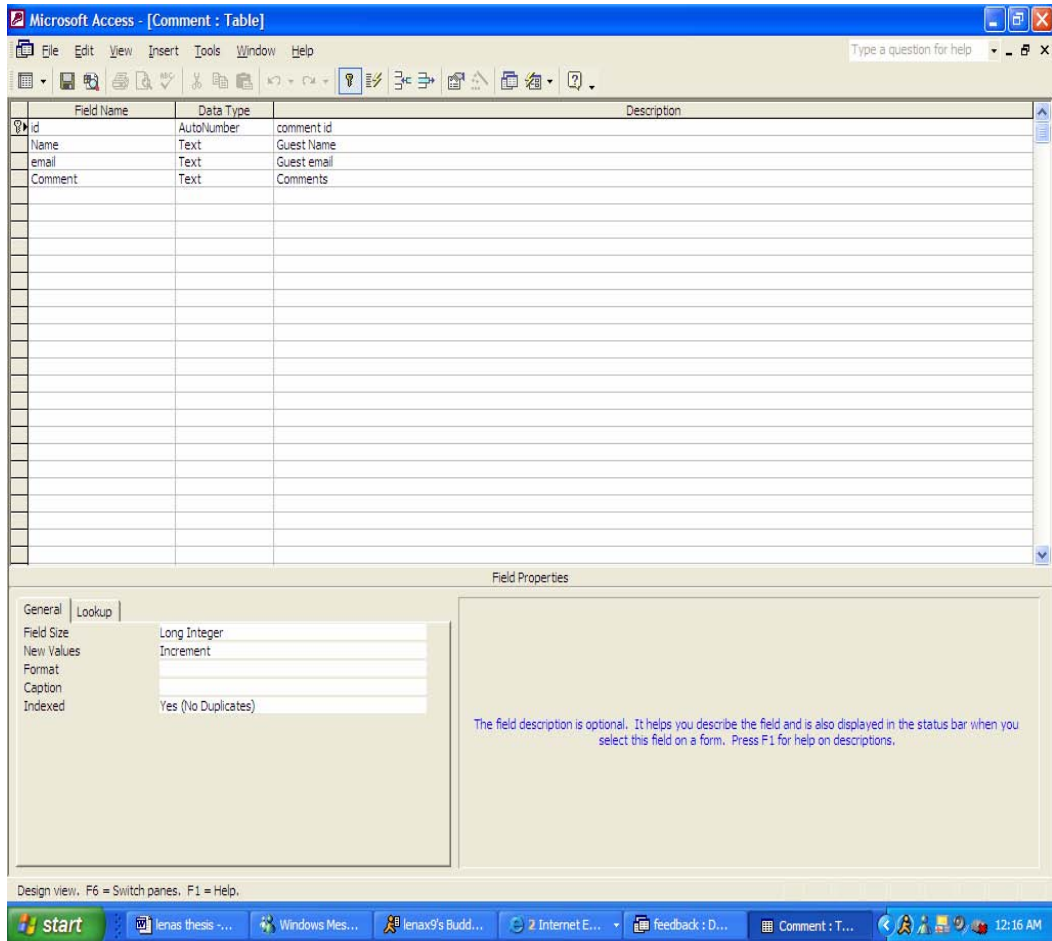 Microsoft Access - [Comment : Table]
File Edit View Insert Tools Window Help Type a question for help
Field Name Data Type Description
id AutoNumber comment id
Name Text Guest Name
email Text Guest email
Comment Text Comments
Field Properties
General Lookup
Field Size Long Integer
New Values Increment
Format
Caption
Indexed Yes (No Duplicates)
The field description is optional. It helps you describe the field and is also displayed in the status bar when you
select this field on a form. Press F1 for help on descriptions.
Design view. F6 = Switch panes. F1 = Help.
start lenas thesis -... Windows Mes... lenax9's Budd... 2 Internet E... feedback : D... Comment : T... 12:16 AM